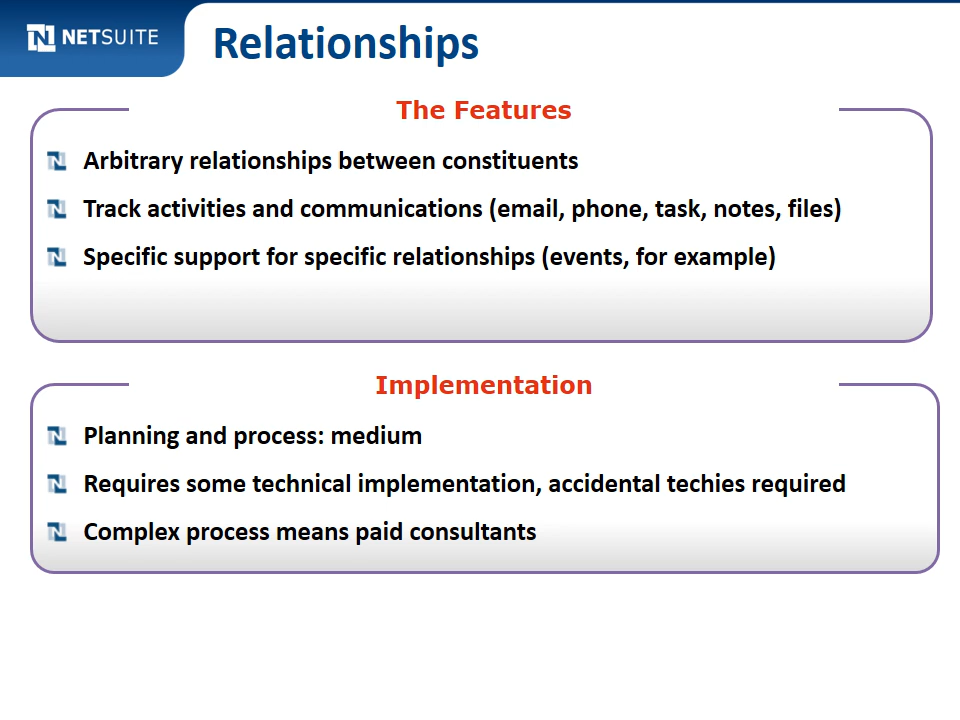 NETSUITE
Relationships
The Features
Arbitrary relationships between constituents
Track activities and communications (email, phone, task, notes, files)
Specific support for specific relationships (events, for example)
Implementation
Planning and process: medium
Requires some technical implementation, accidental techies required
Complex process means paid consultants